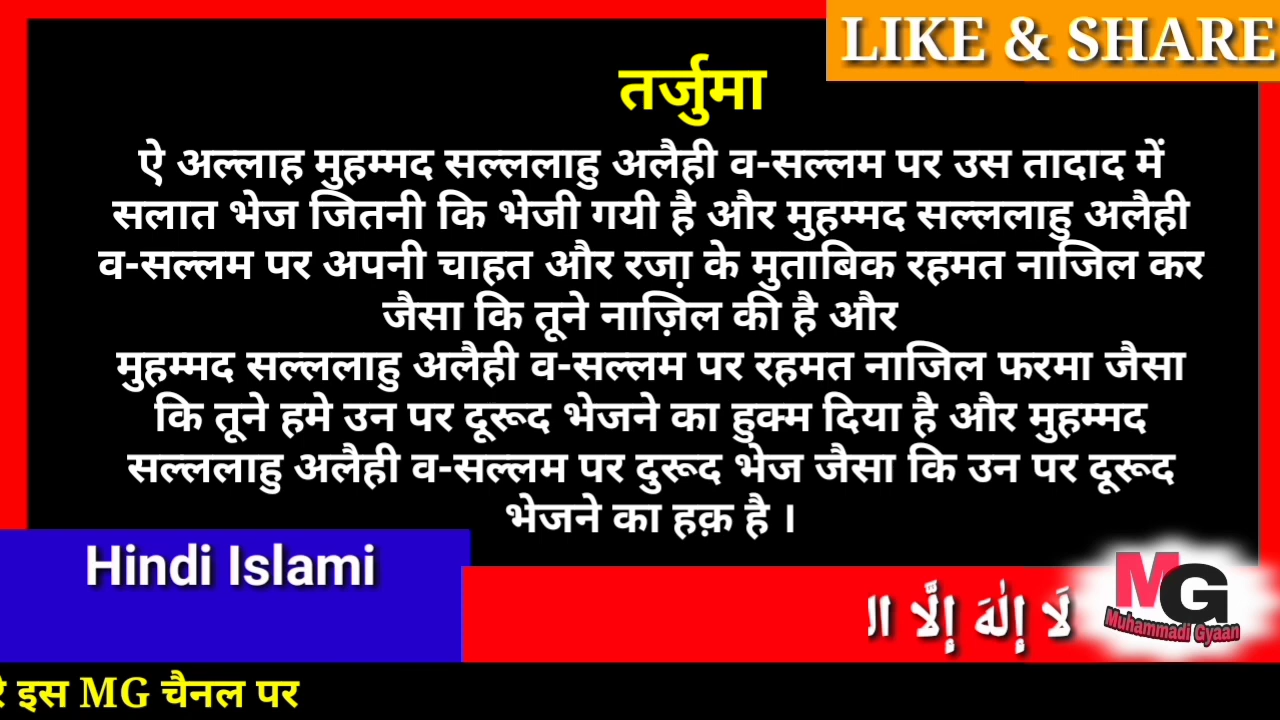 LIKE & SHARE
तर्जुमा
ऐ अल्लाह मुहम्मद सल्ललाहु अलैही व-सल्लम पर उस तादाद में
सलात भेज जितनी कि भेजी गयी है और मुहम्मद सल्ललाहु अलैही
व-सल्लम पर अपनी चाहत और रजा़ के मुताबिक रहमत नाजिल कर
जैसा कि तूने नाज़िल की है और
मुहम्मद सल्ललाहु अलैही व-सल्लम पर रहमत नाजिल फरमा जैसा
कि तूने हमे उन पर दूरूद भेजने का हुक्म दिया है और मुहम्मद
सल्ललाहु अलैही व-सल्लम पर दुरूद भेज जैसा कि उन पर दूरूद
भेजने का हक़ है ।
Hindi Islami
لَا إِلٰهَ إِلَّا
MG
Muhammadi Gyaan
इस MG चैनल पर